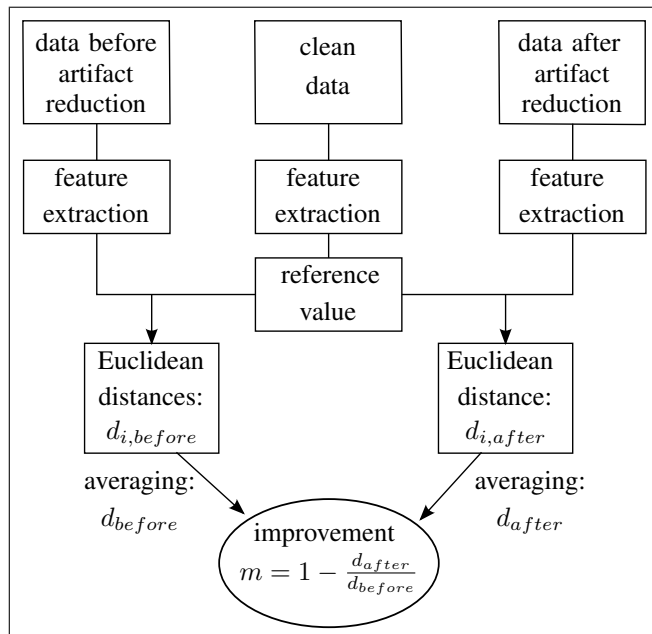 data before
artifact
reduction
clean
data
data after
artifact
reduction
feature
extraction
feature
extraction
feature
extraction
reference
value
Euclidean
distances:
d_{i,before}
Euclidean
distance:
d_{i,after}
averaging:
d_{before}
averaging:
d_{after}
improvement
m = 1 − \frac{d_{after}}{d_{before}}